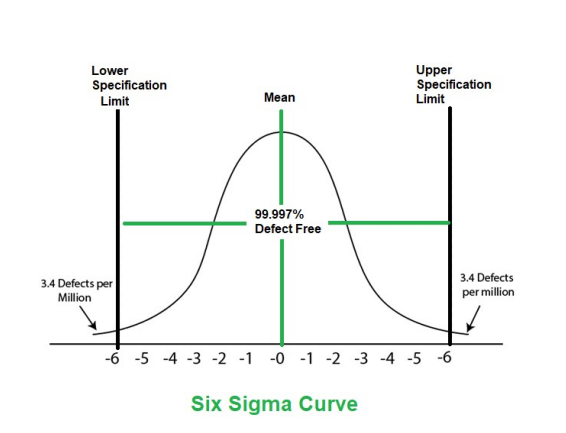 Lower
Specification
Limit
Mean
Upper
Specification
Limit
99.997%
Defect Free
3.4 Defects per
Million
3.4 Defects
per million
-6 -5 -4 -3 -2 -1 -0 -1 -2 -3 -4 -5 -6
Six Sigma Curve